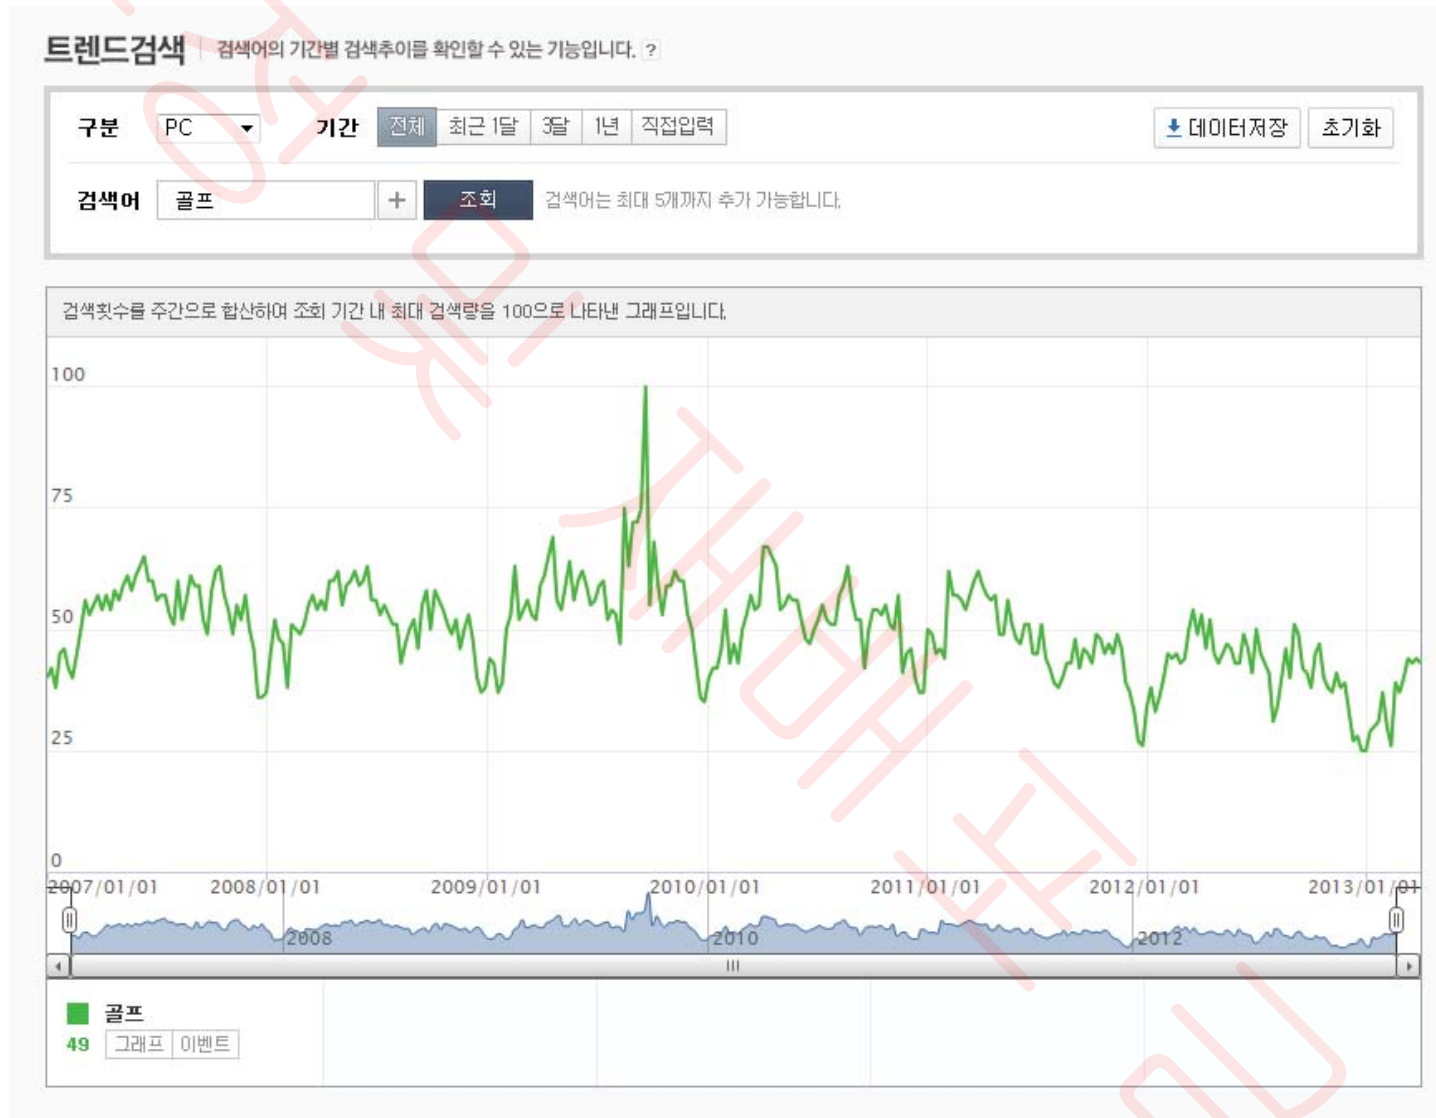 트렌드검색 검색어의 기간별 검색추이를 확인할 수 있는 기능입니다. ?
구분 PC 기간 전체 최근 1달 3달 1년 직접입력 데이터저장 초기화
검색어 골프 + 조회 검색어는 최대 5개까지 추가 가능합니다.
검색횟수를 주간으로 합산하여 조회 기간 내 최대 검색량을 100으로 나타낸 그래프입니다.
100
75
50
25
0
2007/01/01 2008/01/01 2009/01/01 2010/01/01 2011/01/01 2012/01/01 2013/01/01
2008 2010 2012
골프
49 그래프 이벤트